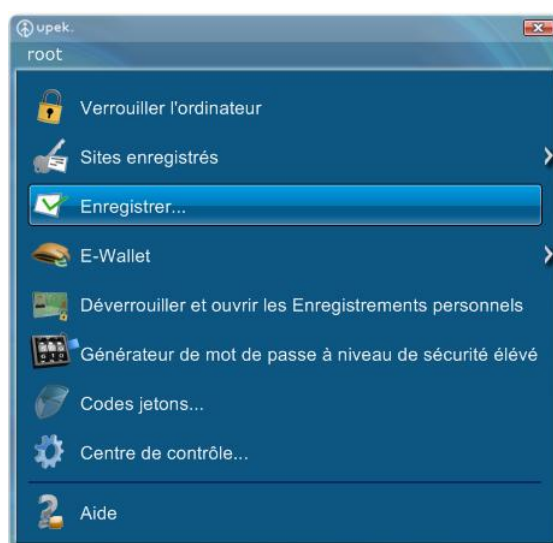 upek.
root
Verrouiller l'ordinateur
Sites enregistrés
Enregistrer...
E-Wallet
Déverrouiller et ouvrir les Enregistrements personnels
Générateur de mot de passe à niveau de sécurité élévé
Codes jetons...
Centre de contrôle...
Aide